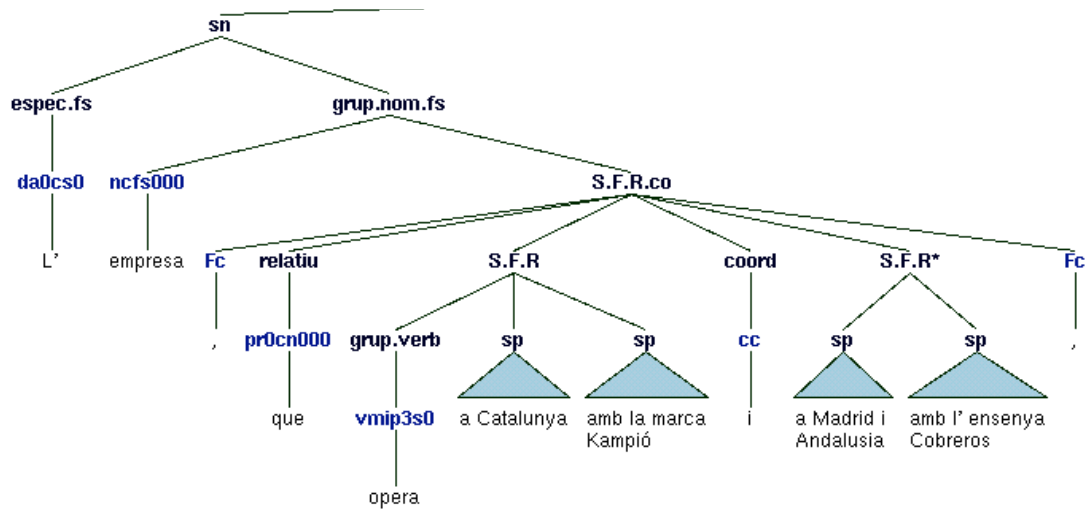 sn
espec.fs grup.nom.fs
da0cs0 ncfs000 S.F.R.co
L' empresa Fc relatiu S.F.R coord S.F.R* Fc
, pr0cn000 grup.verb sp sp cc sp sp ,
que vmip3s0 a Catalunya amb la marca i a Madrid i amb l' ensenya
Kampió Andalusia Cobreros
opera